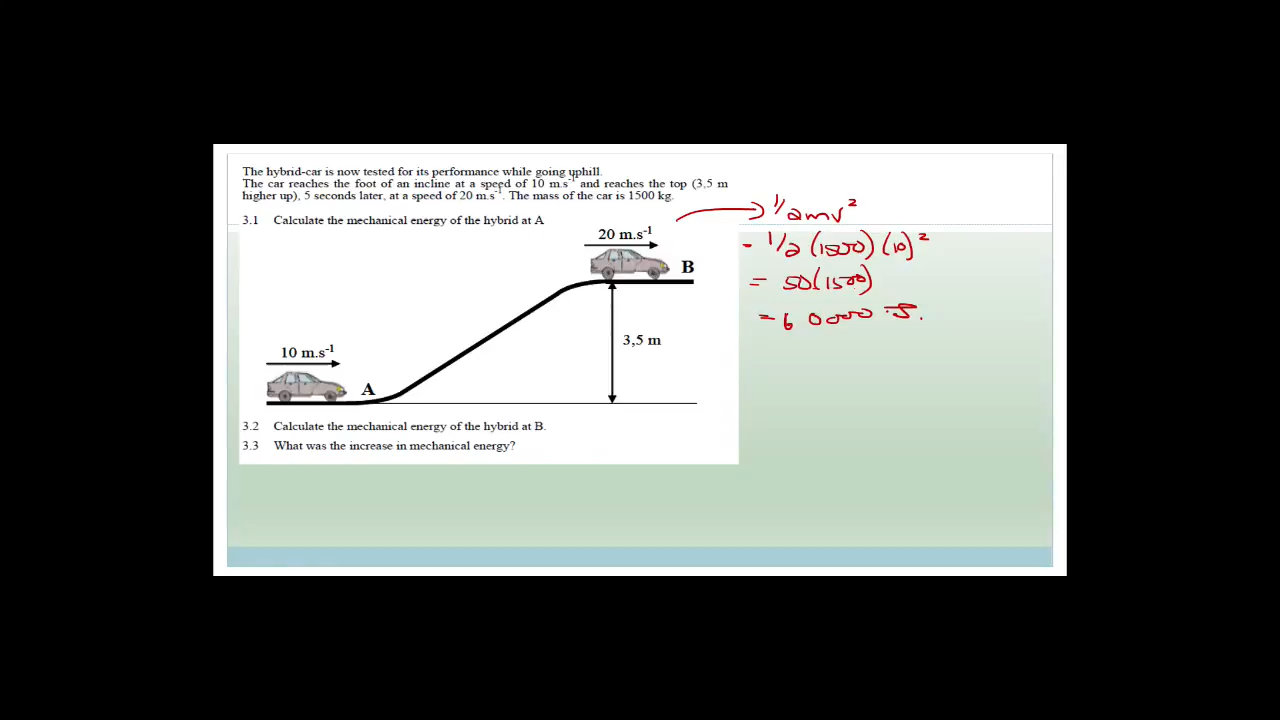 The hybrid-car is now tested for its performance while going uphill.
The car reaches the foot of an incline at a speed of 10 m.s⁻¹ and reaches the top (3,5 m
higher up), 5 seconds later, at a speed of 20 m.s⁻¹. The mass of the car is 1500 kg.
3.1 Calculate the mechanical energy of the hybrid at A
1/2mv²
20 m.s⁻¹
B
= 1/2 (1500) (10)²
= 50(1500)
= 60000 J.
3,5 m
10 m.s⁻¹
A
3.2 Calculate the mechanical energy of the hybrid at B.
3.3 What was the increase in mechanical energy?